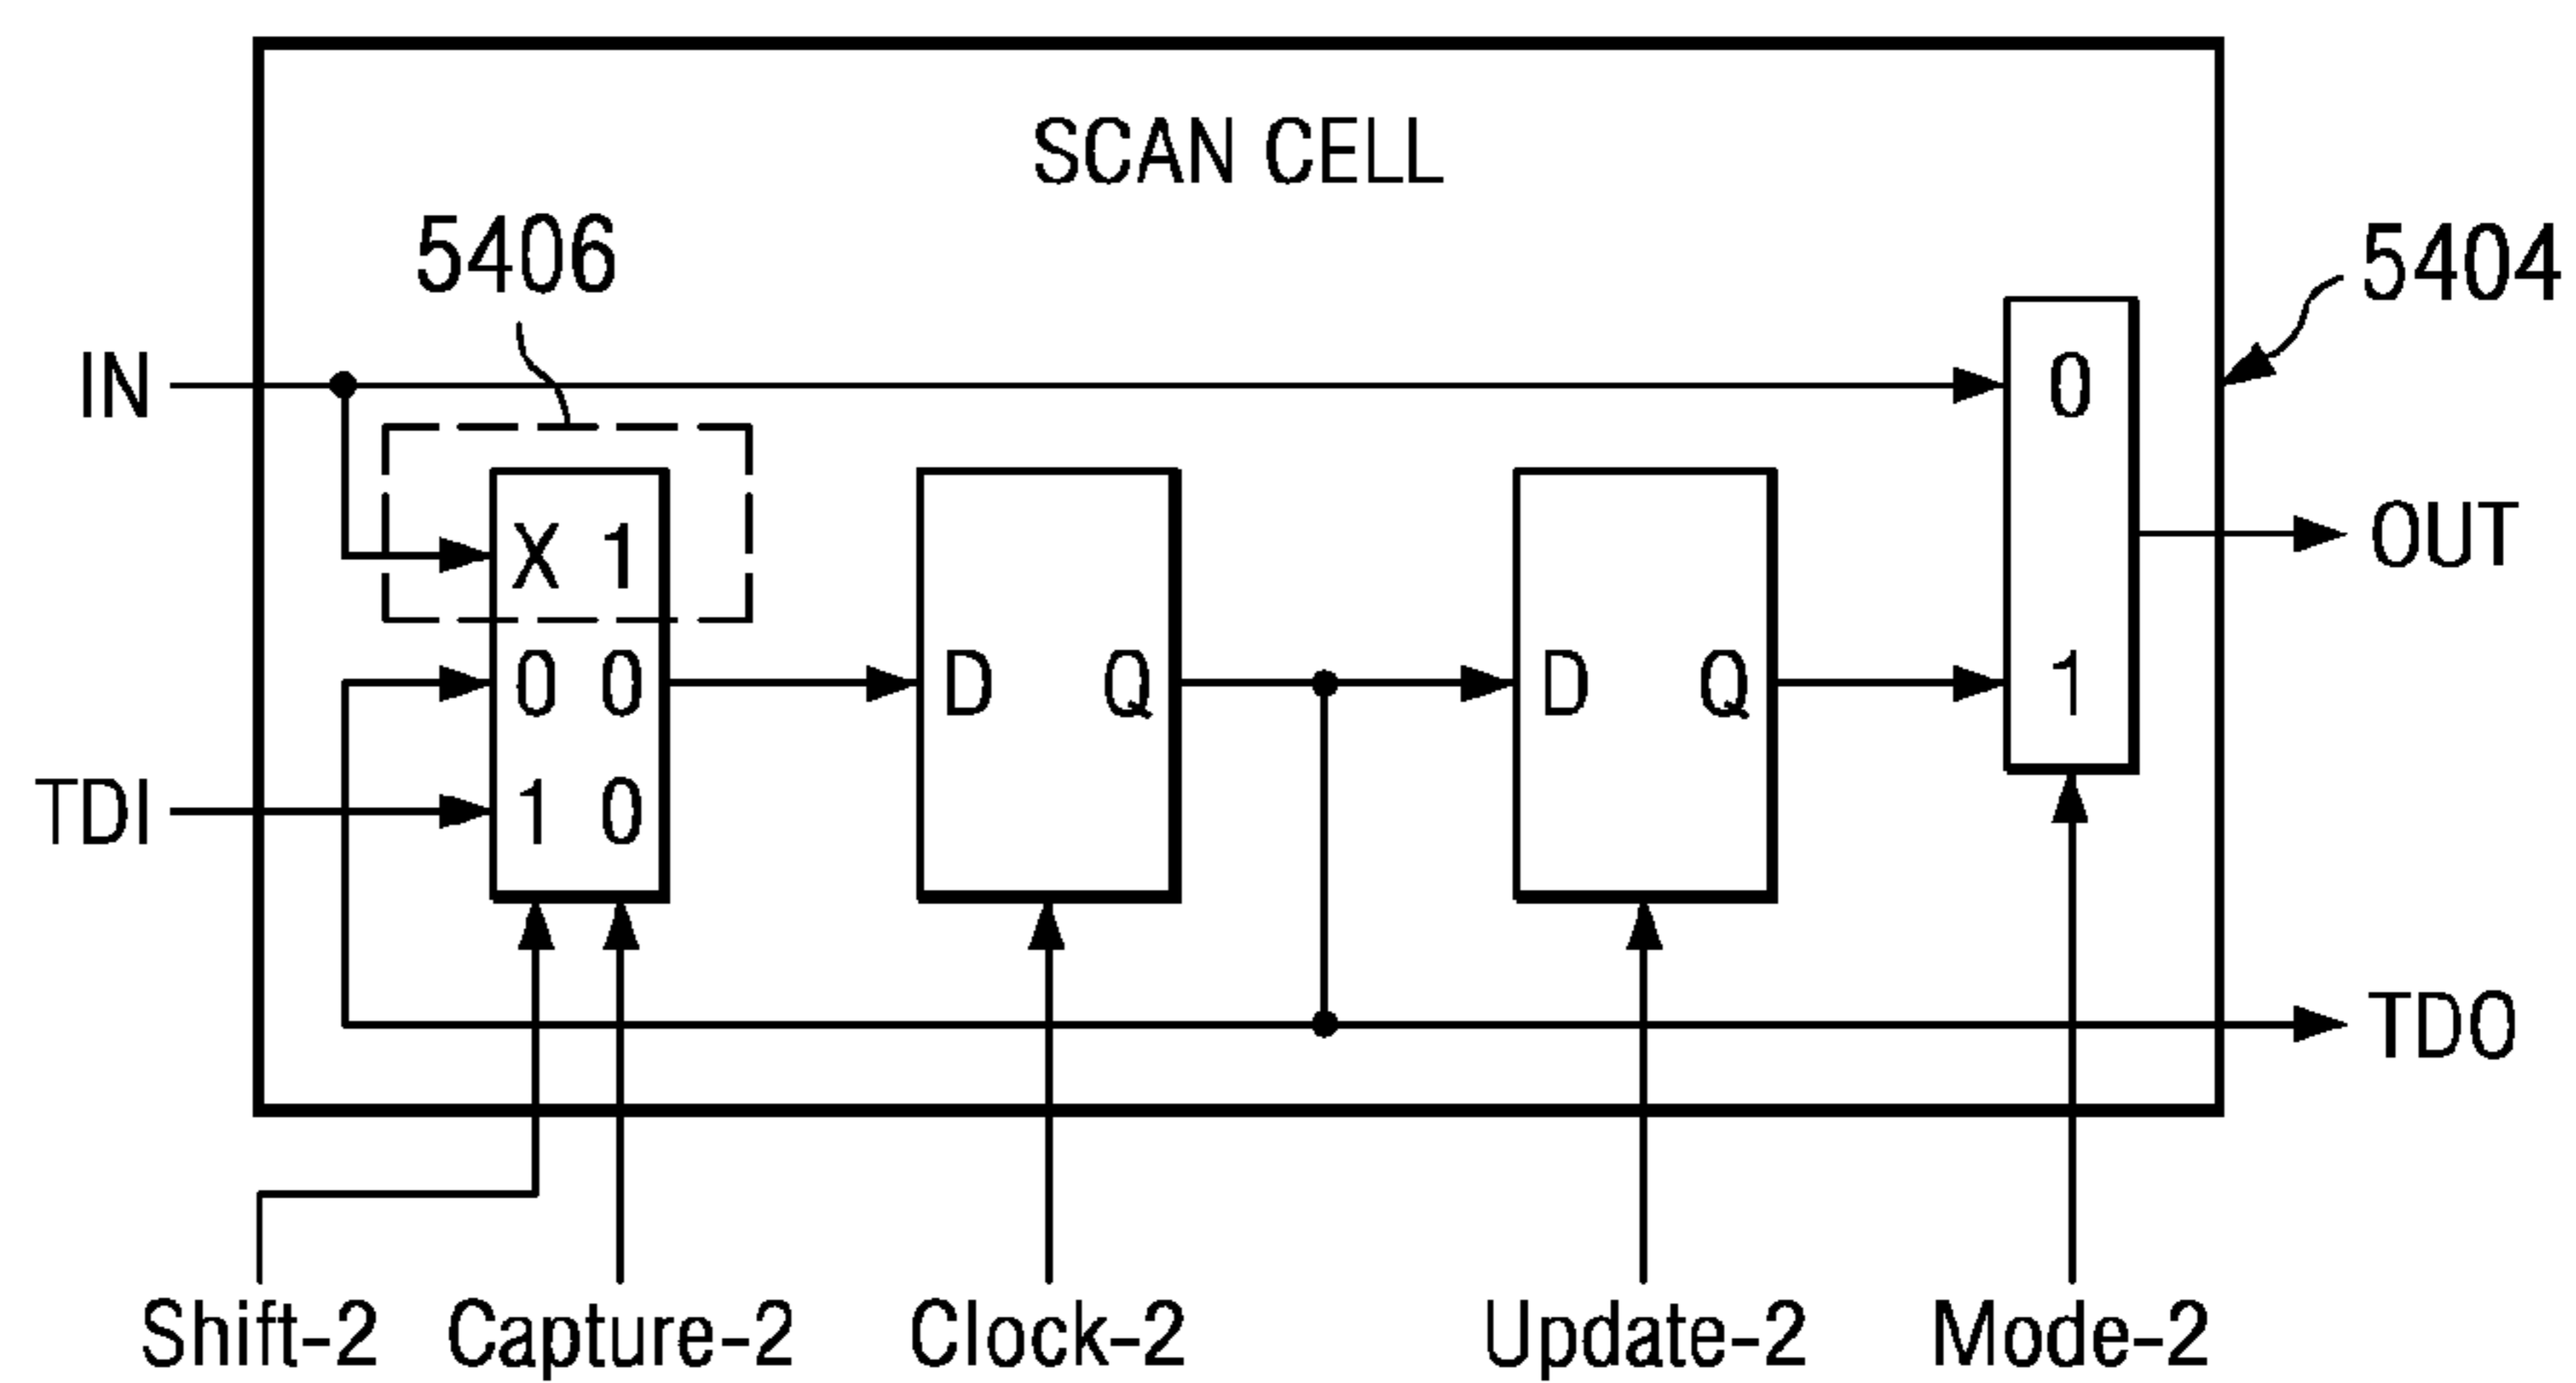 SCAN CELL
5406
5404
IN
0
X 1
OUT
0 0
D Q
D Q
1
TDI
1 0
TDO
Shift-2 Capture-2 Clock-2 Update-2 Mode-2